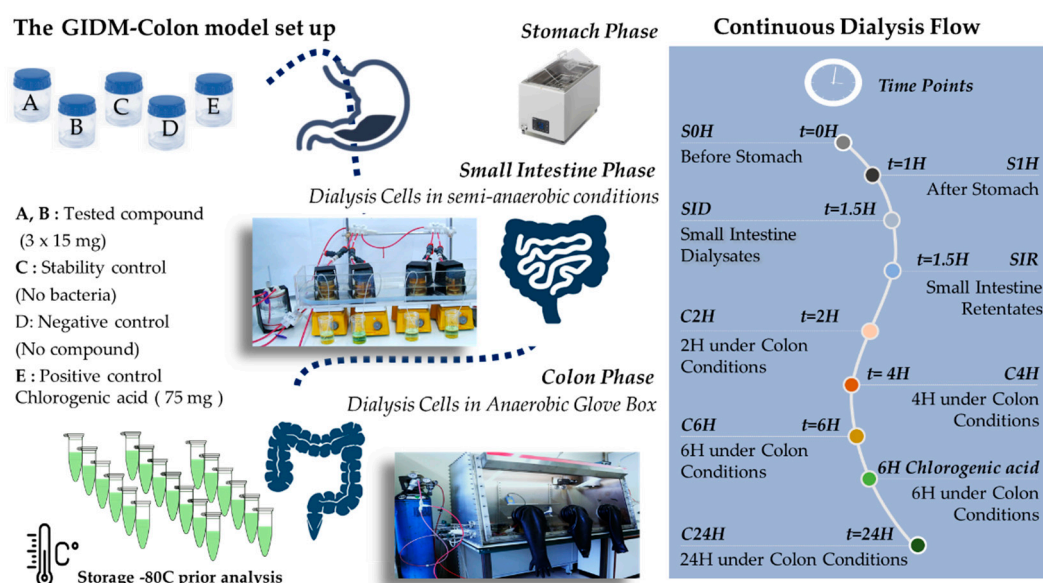 The GIDM-Colon model set up
A
B
C
D
E
A, B : Tested compound
(3 x 15 mg)
C : Stability control
(No bacteria)
D: Negative control
(No compound)
E : Positive control
Chlorogenic acid ( 75 mg )
C°
Storage -80C prior analysis
Stomach Phase
Small Intestine Phase
Dialysis Cells in semi-anaerobic conditions
Colon Phase
Dialysis Cells in Anaerobic Glove Box
Continuous Dialysis Flow
Time Points
S0H t=0H
Before Stomach
t=1H S1H
After Stomach
SID t=1.5H
Small Intestine
Dialysates
t=1.5H SIR
Small Intestine
Retentates
C2H t=2H
2H under Colon
Conditions
t= 4H C4H
4H under Colon
Conditions
C6H t=6H
6H under Colon
Conditions
6H Chlorogenic acid
6H under Colon
Conditions
C24H t=24H
24H under Colon Conditions